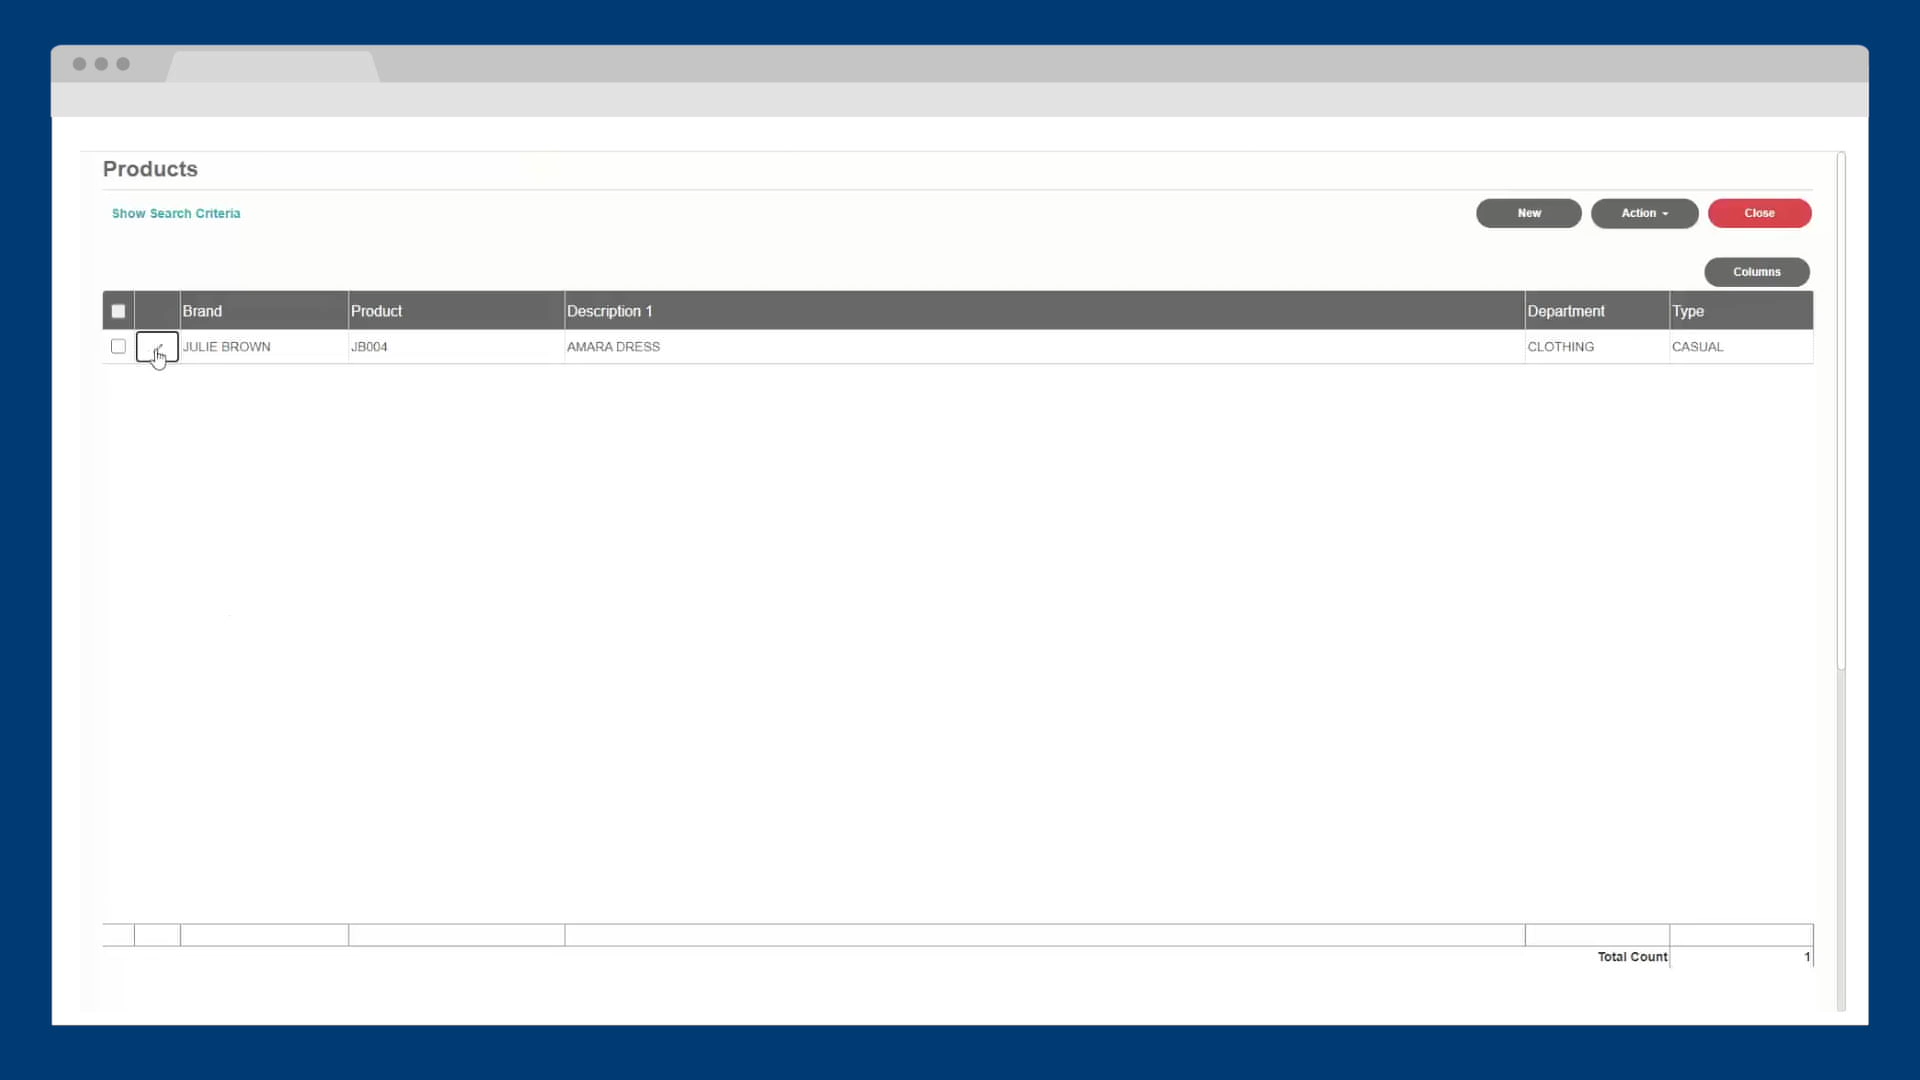 Products
Show Search Criteria
New
Action
Close
Columns
Brand Product Description 1 Department Type
JULIE BROWN JB004 AMARA DRESS CLOTHING CASUAL
Total Count 1